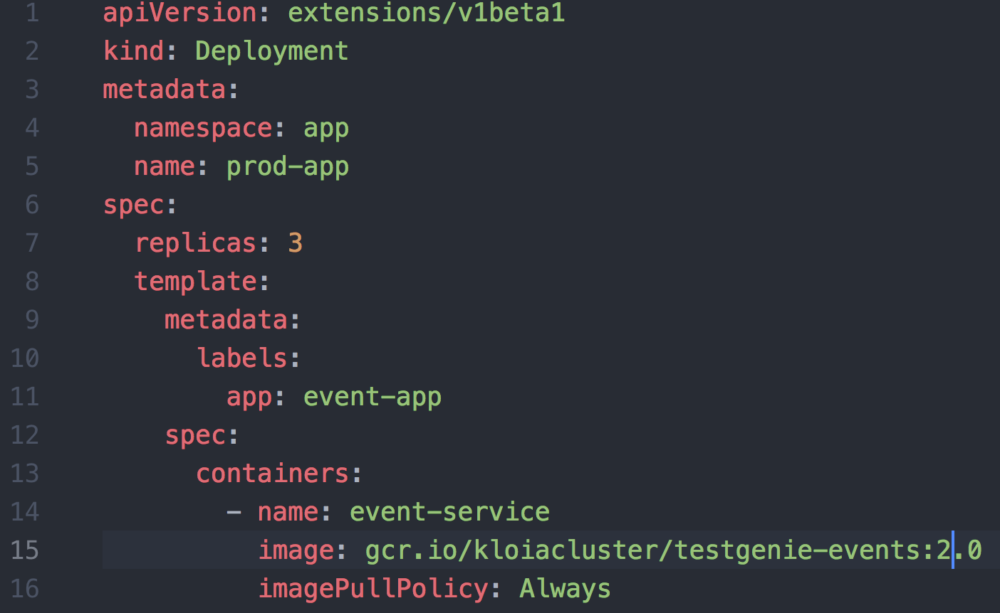 1 apiVersion: extensions/v1beta1
2 kind: Deployment
3 metadata:
4   namespace: app
5   name: prod-app
6 spec:
7   replicas: 3
8   template:
9     metadata:
10       labels:
11         app: event-app
12     spec:
13       containers:
14         - name: event-service
15           image: gcr.io/kloiacluster/testgenie-events:2.0
16           imagePullPolicy: Always